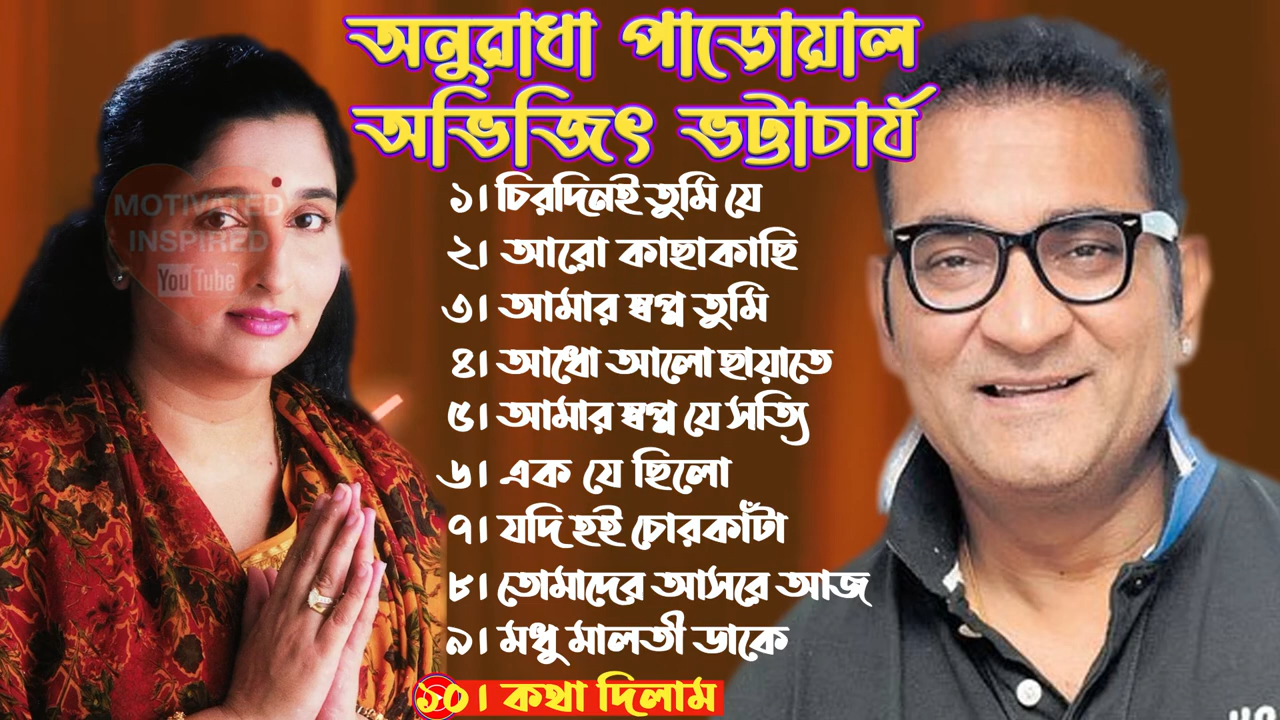 অনুরাধা পাড়োয়াল
অভিজিৎ ভট্টাচার্য
MOTIVATED
INSPIRED
YouTube
১। চিরদিনই তুমি যে
২। আরো কাছাকাছি
৩। আমার স্বপ্ন তুমি
৪। আধো আলো ছায়াতে
৫। আমার স্বপ্ন যে সত্যি
৬। এক যে ছিলো
৭। যদি হই চোরকাঁটা
৮। তোমাদের আসরে আজ
৯। মধু মালতী ডাকে
১০। কথা দিলাম